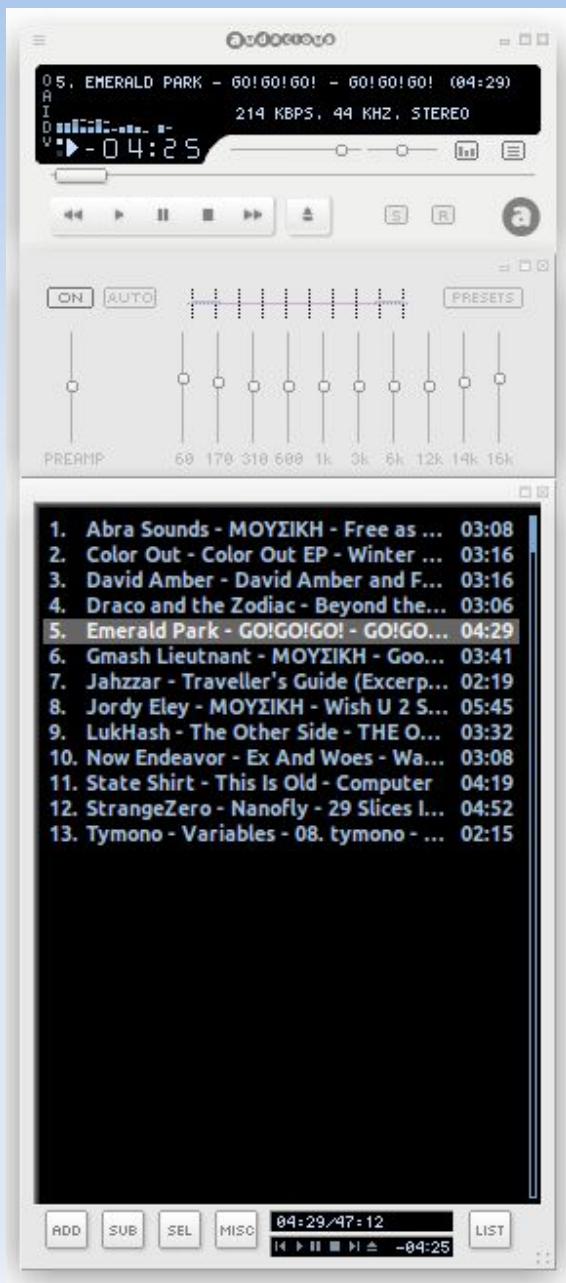 audacious
O
A
I
D
V
5. EMERALD PARK - GO!GO!GO! - GO!GO!GO! (04:29)
214 KBPS, 44 KHZ, STEREO
-04:25
S R a
ON AUTO PRESETS
PREAMP 60 170 310 600 1k 3k 6k 12k 14k 16k
1. Abra Sounds - ΜΟΥΣΙΚΗ - Free as ... 03:08
2. Color Out - Color Out EP - Winter ... 03:16
3. David Amber - David Amber and F... 03:16
4. Draco and the Zodiac - Beyond the... 03:06
5. Emerald Park - GO!GO!GO! - GO!GO... 04:29
6. Gmash Lieutnant - ΜΟΥΣΙΚΗ - Goo... 03:41
7. Jahzzar - Traveller's Guide (Excerp... 02:19
8. Jordy Eley - ΜΟΥΣΙΚΗ - Wish U 2 S... 05:45
9. LukHash - The Other Side - THE O... 03:32
10. Now Endeavor - Ex And Woes - Wa... 03:08
11. State Shirt - This Is Old - Computer 04:19
12. StrangeZero - Nanofly - 29 Slices I... 04:52
13. Tymono - Variables - 08. tymono - ... 02:15
ADD SUB SEL MISC 04:29/47:12 LIST
-04:25